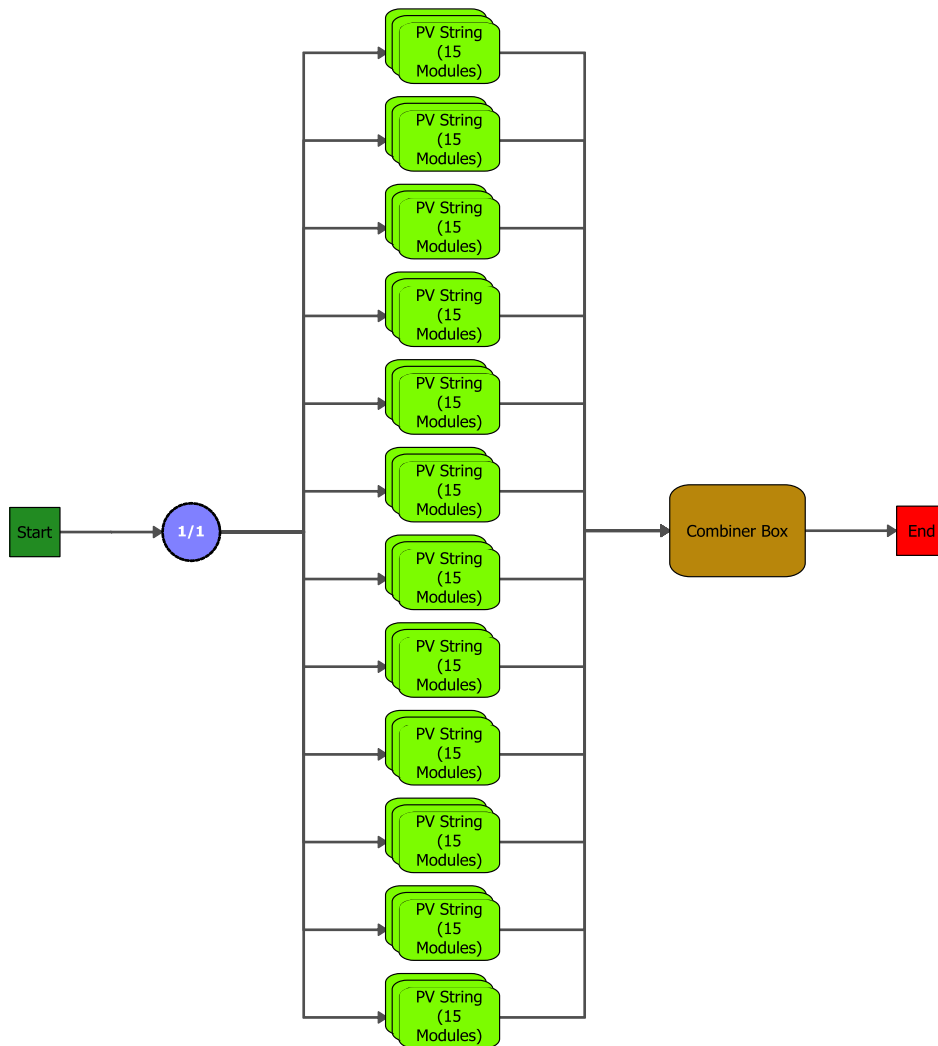 PV String
(15
Modules)
PV String
(15
Modules)
PV String
(15
Modules)
PV String
(15
Modules)
PV String
(15
Modules)
PV String
(15
Modules)
Start
1/1
Combiner Box
End
PV String
(15
Modules)
PV String
(15
Modules)
PV String
(15
Modules)
PV String
(15
Modules)
PV String
(15
Modules)
PV String
(15
Modules)